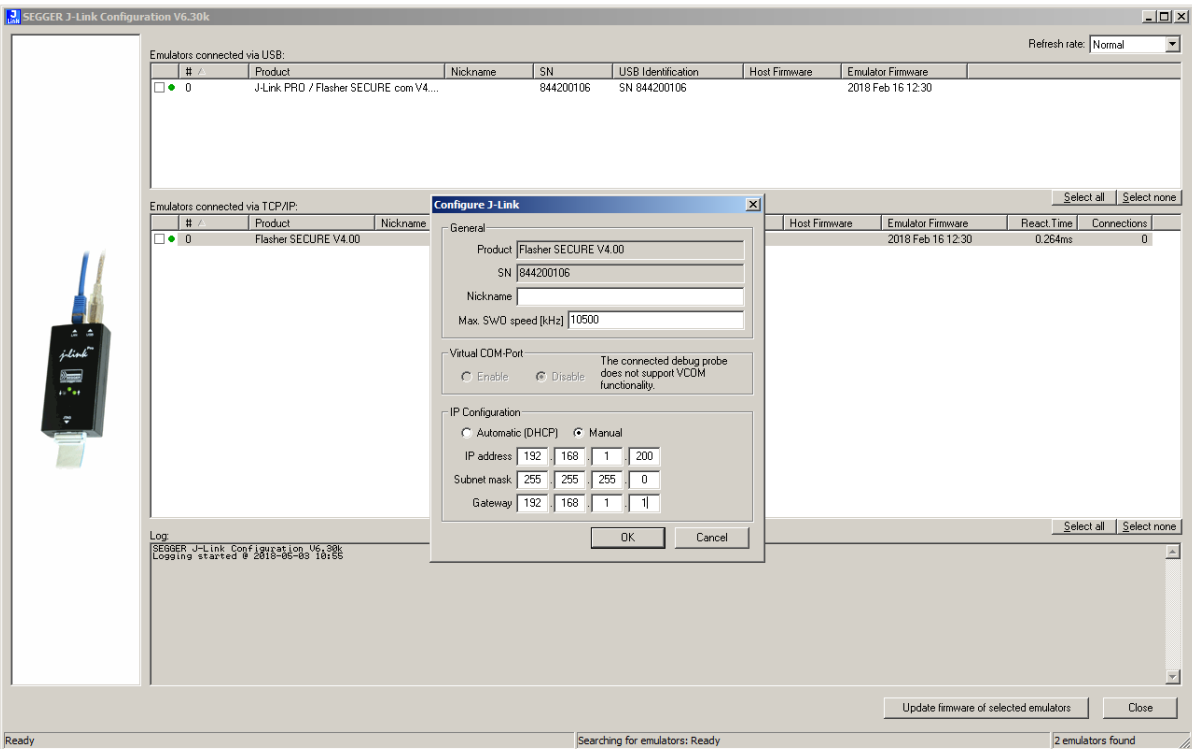 SEGGER J-Link Configuration V6.30k
Refresh rate: Normal
Emulators connected via USB:
# Product Nickname SN USB Identification Host Firmware Emulator Firmware
0 J-Link PRO / Flasher SECURE com V4.... 844200106 SN 844200106 2018 Feb 16 12:30
Select all Select none
Emulators connected via TCP/IP:
# Product Nickname Host Firmware Emulator Firmware React.Time Connections
0 Flasher SECURE V4.00 2018 Feb 16 12:30 0.264ms 0
Configure J-Link
General
Product Flasher SECURE V4.00
SN 844200106
Nickname
Max. SWO speed [kHz] 10500
Virtual COM-Port
Enable Disable
The connected debug probe
does not support VCOM
functionality.
IP Configuration
Automatic (DHCP) Manual
IP address 192 . 168 . 1 . 200
Subnet mask 255 . 255 . 255 . 0
Gateway 192 . 168 . 1 . 1
OK Cancel
j-link
Select all Select none
Log:
SEGGER J-Link Configuration V6.30k
Logging started @ 2018-05-03 10:55
Update firmware of selected emulators Close
Ready Searching for emulators: Ready 2 emulators found